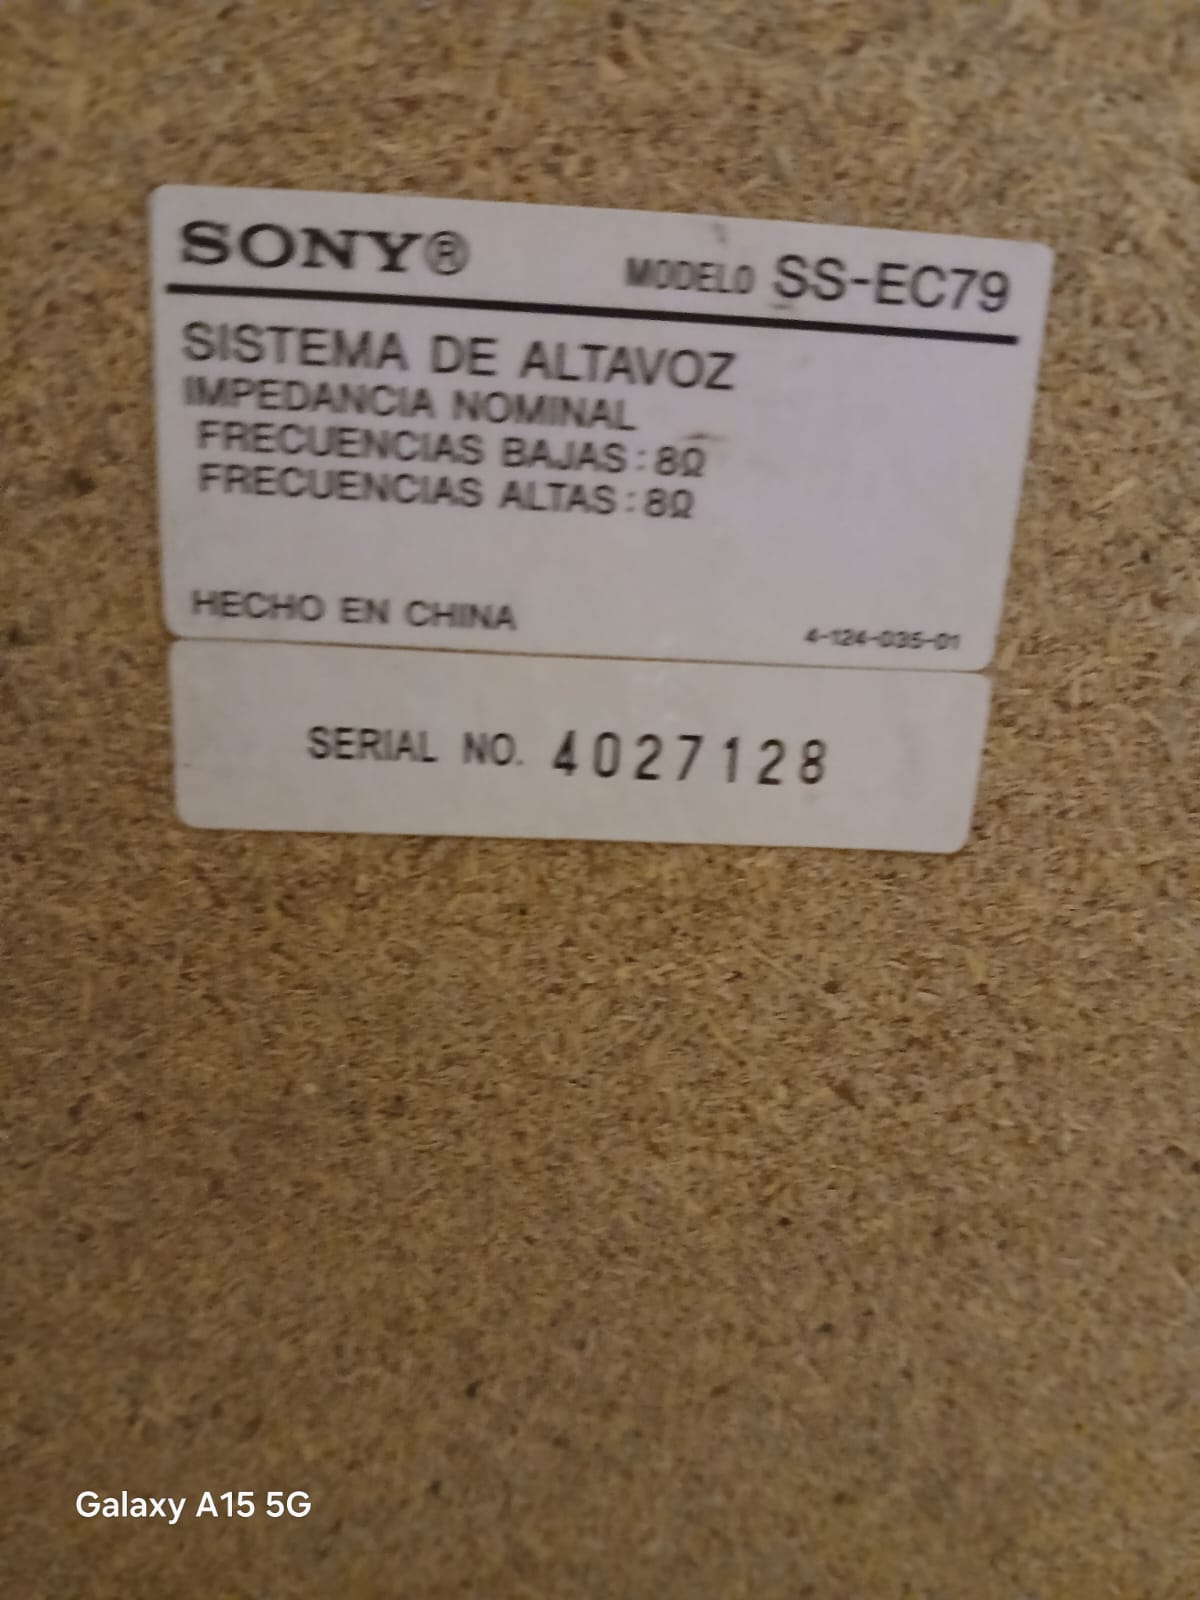 SONY®
MODELO SS-EC79
SISTEMA DE ALTAVOZ
IMPEDANCIA NOMINAL
FRECUENCIAS BAJAS : 8Ω
FRECUENCIAS ALTAS : 8Ω
HECHO EN CHINA
4-124-035-01
SERIAL NO. 4027128
Galaxy A15 5G